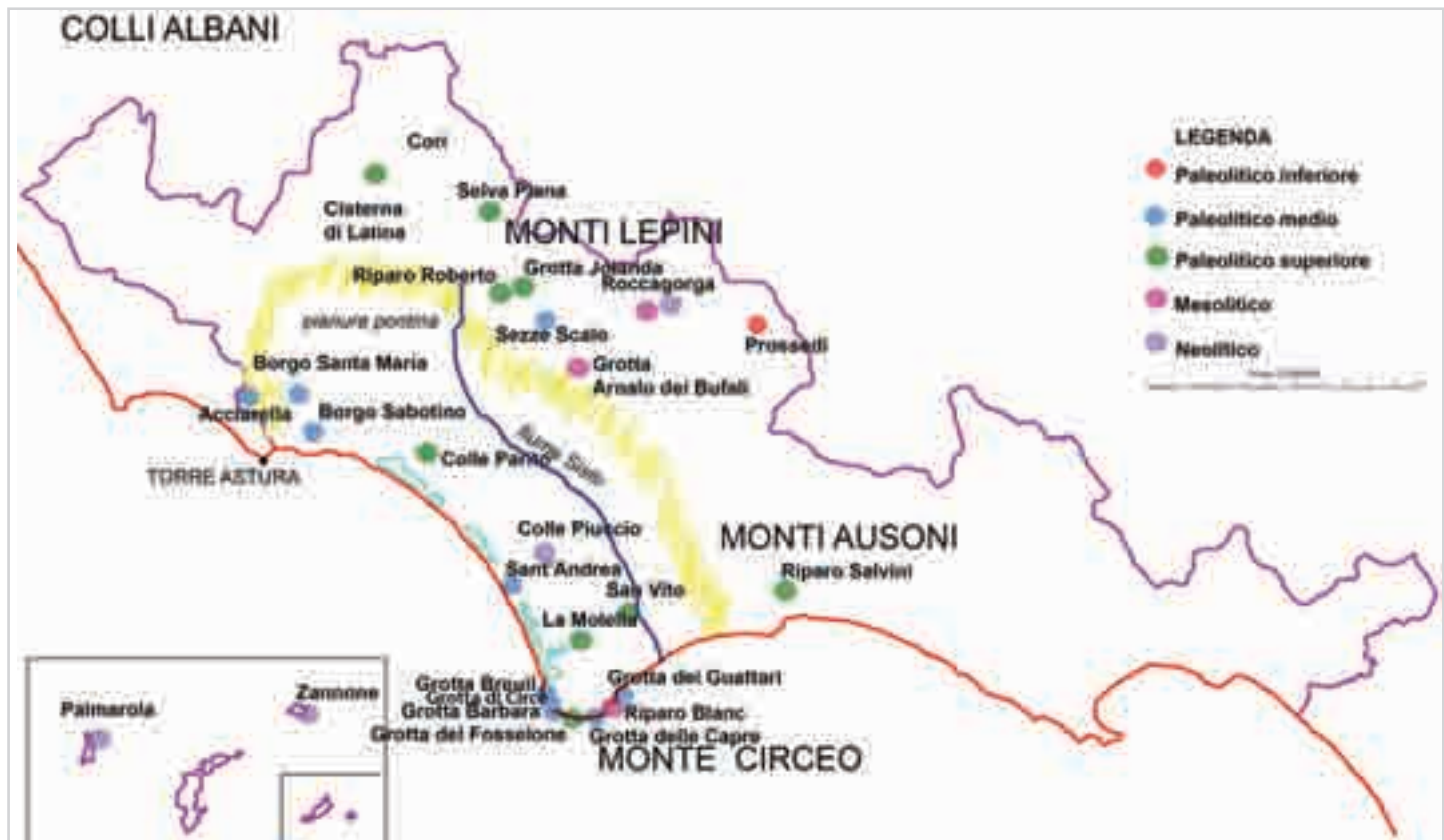 COLLI ALBANI
Cori
Cisterna
di Latina
Selva Piana
MONTI LEPINI
Riparo Roberto
Grotta Jolanda
Roccagorga
pianura pontina
Sezze Scalo
Prossedi
Grotta
Arnalo dei Bufali
Borgo Santa Maria
Acciarella
Borgo Sabotino
TORRE ASTURA
Colle Parito
fiume Sisto
Colle Piuccio
Sant Andrea
San Vito
La Molella
MONTI AUSONI
Riparo Salvini
Grotta Breuil
Grotta di Circe
Grotta Barbara
Grotta del Fossellone
Grotta dei Guattari
Riparo Blanc
Grotta delle Capre
MONTE CIRCEO
Palmarola
Zannone
LEGENDA
Paleolitico inferiore
Paleolitico medio
Paleolitico superiore
Mesolitico
Neolitico